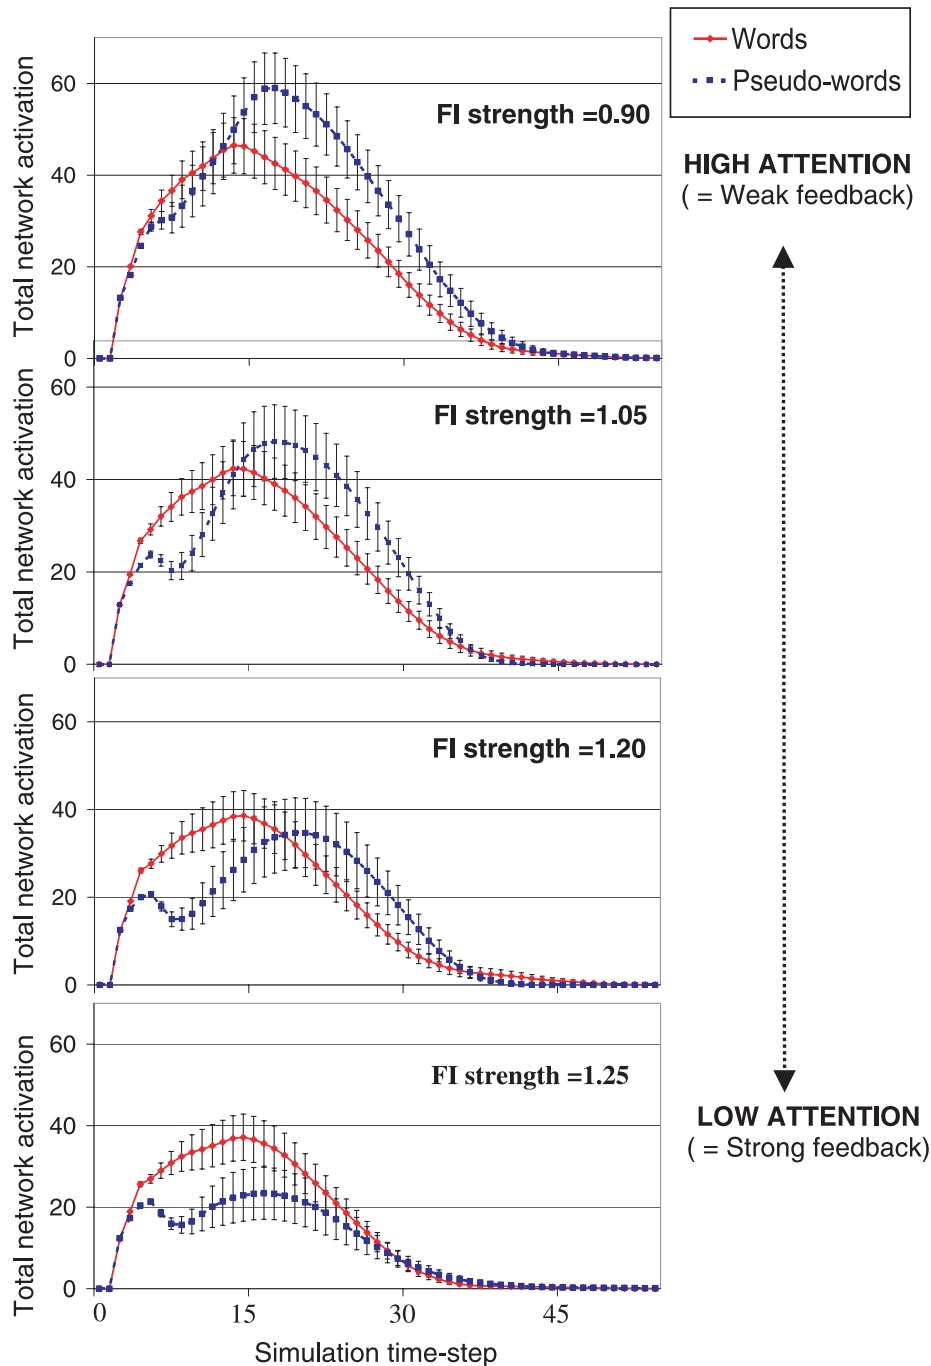 Words
Pseudo-words
HIGH ATTENTION
( = Weak feedback)
LOW ATTENTION
( = Strong feedback)
Total network activation
60
40
20
0
FI strength =0.90
Total network activation
60
40
20
0
FI strength =1.05
Total network activation
60
40
20
0
FI strength =1.20
Total network activation
60
40
20
0
FI strength =1.25
0 15 30 45
Simulation time-step